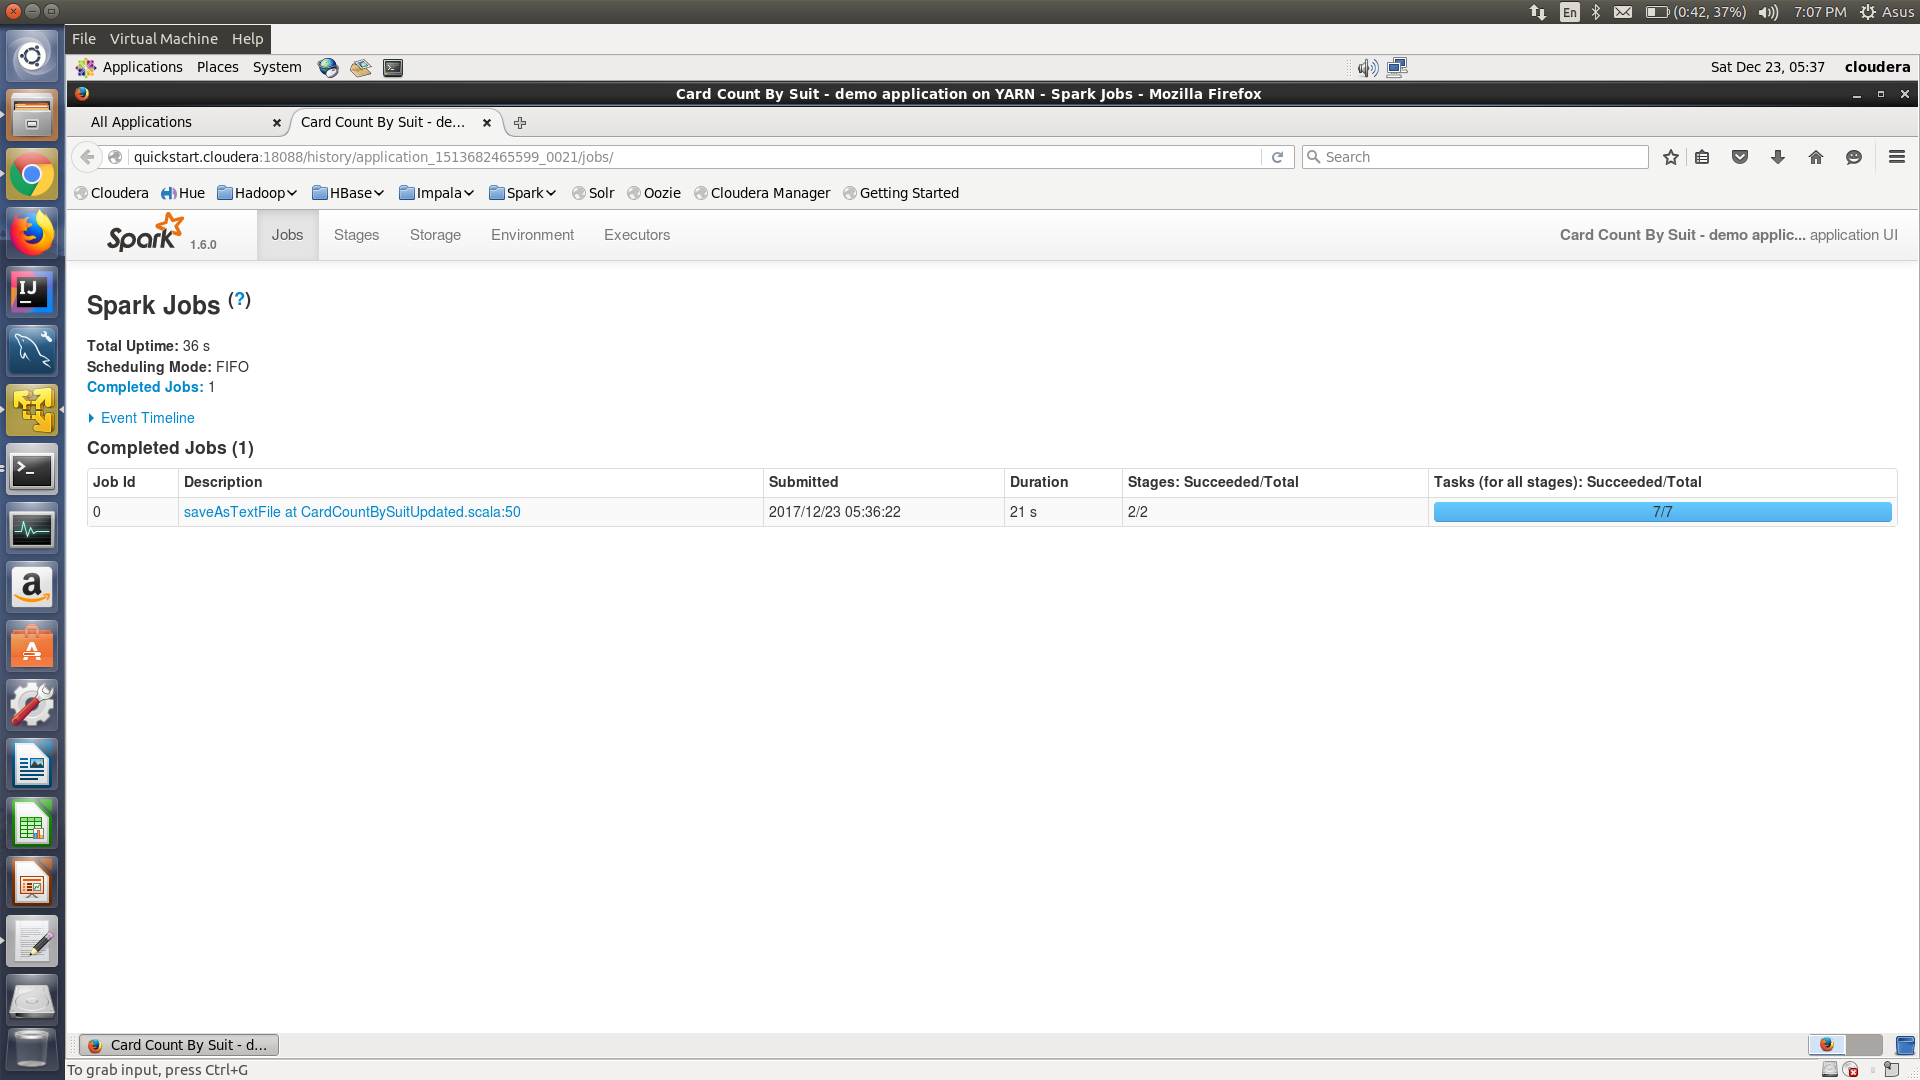 En (0:42, 37%) 7:07 PM Asus
File Virtual Machine Help
Applications Places System Sat Dec 23, 05:37 cloudera
Card Count By Suit - demo application on YARN - Spark Jobs - Mozilla Firefox
All Applications Card Count By Suit - de...
quickstart.cloudera:18088/history/application_1513682465599_0021/jobs/ Search
Cloudera Hue Hadoop HBase Impala Spark Solr Oozie Cloudera Manager Getting Started
Spark 1.6.0 Jobs Stages Storage Environment Executors Card Count By Suit - demo applic... application UI
Spark Jobs (?)
Total Uptime: 36 s
Scheduling Mode: FIFO
Completed Jobs: 1
Event Timeline
Completed Jobs (1)
Job Id Description Submitted Duration Stages: Succeeded/Total Tasks (for all stages): Succeeded/Total
0 saveAsTextFile at CardCountBySuitUpdated.scala:50 2017/12/23 05:36:22 21 s 2/2 7/7
IJ
a
A
Card Count By Suit - d...
To grab input, press Ctrl+G